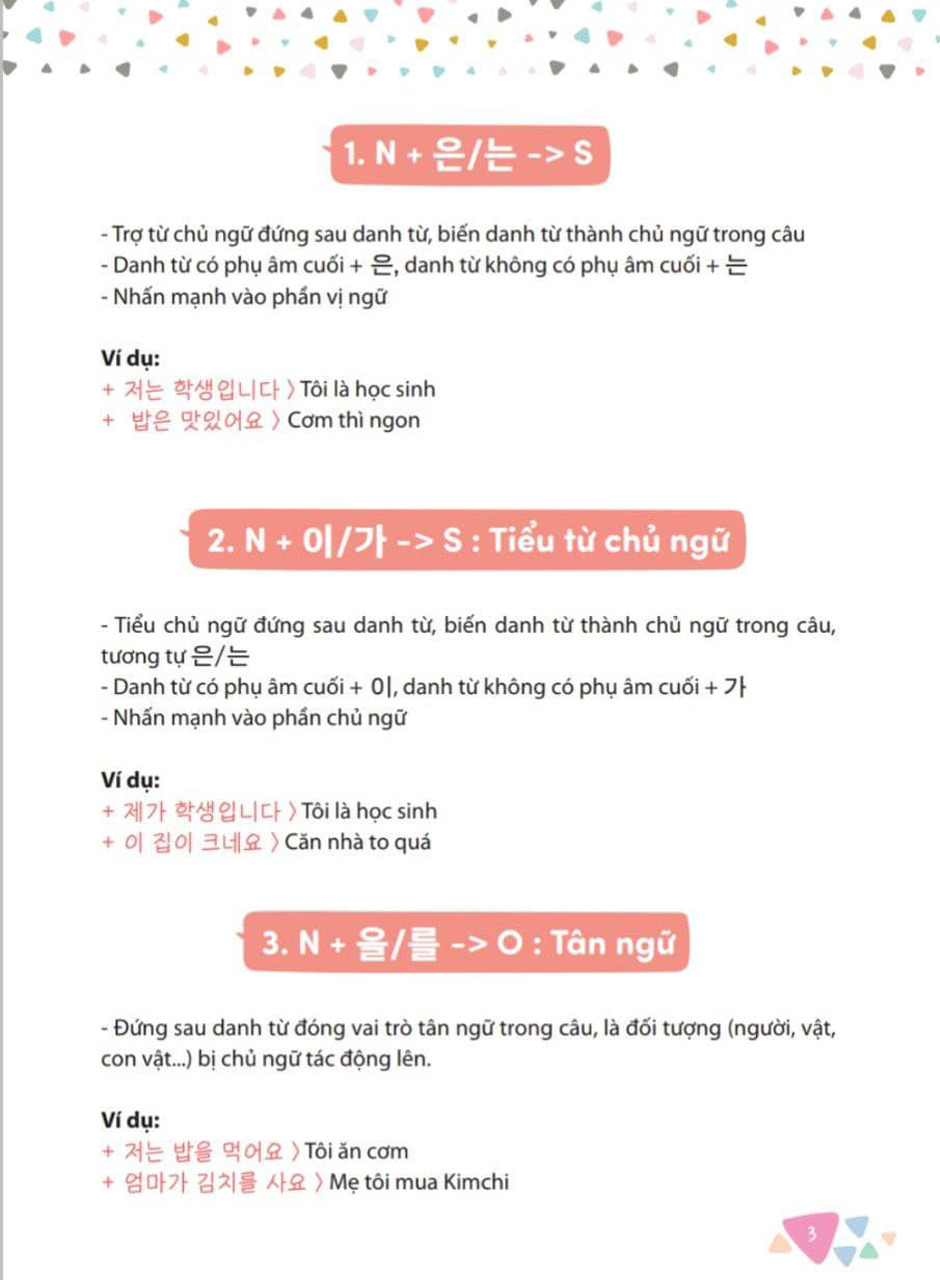 1. N + 은/는 -> S
- Trợ từ chủ ngữ đứng sau danh từ, biến danh từ thành chủ ngữ trong câu
- Danh từ có phụ âm cuối + 은, danh từ không có phụ âm cuối + 는
- Nhấn mạnh vào phần vị ngữ
Ví dụ:
+ 저는 학생입니다 〉Tôi là học sinh
+ 밥은 맛있어요 〉Cơm thì ngon
2. N + 이/가 -> S : Tiểu từ chủ ngữ
- Tiểu chủ ngữ đứng sau danh từ, biến danh từ thành chủ ngữ trong câu,
tương tự 은/는
- Danh từ có phụ âm cuối + 이, danh từ không có phụ âm cuối + 가
- Nhấn mạnh vào phần chủ ngữ
Ví dụ:
+ 제가 학생입니다 〉Tôi là học sinh
+ 이 집이 크네요 〉Căn nhà to quá
3. N + 을/를 -> O : Tân ngữ
- Đứng sau danh từ đóng vai trò tân ngữ trong câu, là đối tượng (người, vật,
con vật...) bị chủ ngữ tác động lên.
Ví dụ:
+ 저는 밥을 먹어요 〉Tôi ăn cơm
+ 엄마가 김치를 사요 〉Mẹ tôi mua Kimchi
3